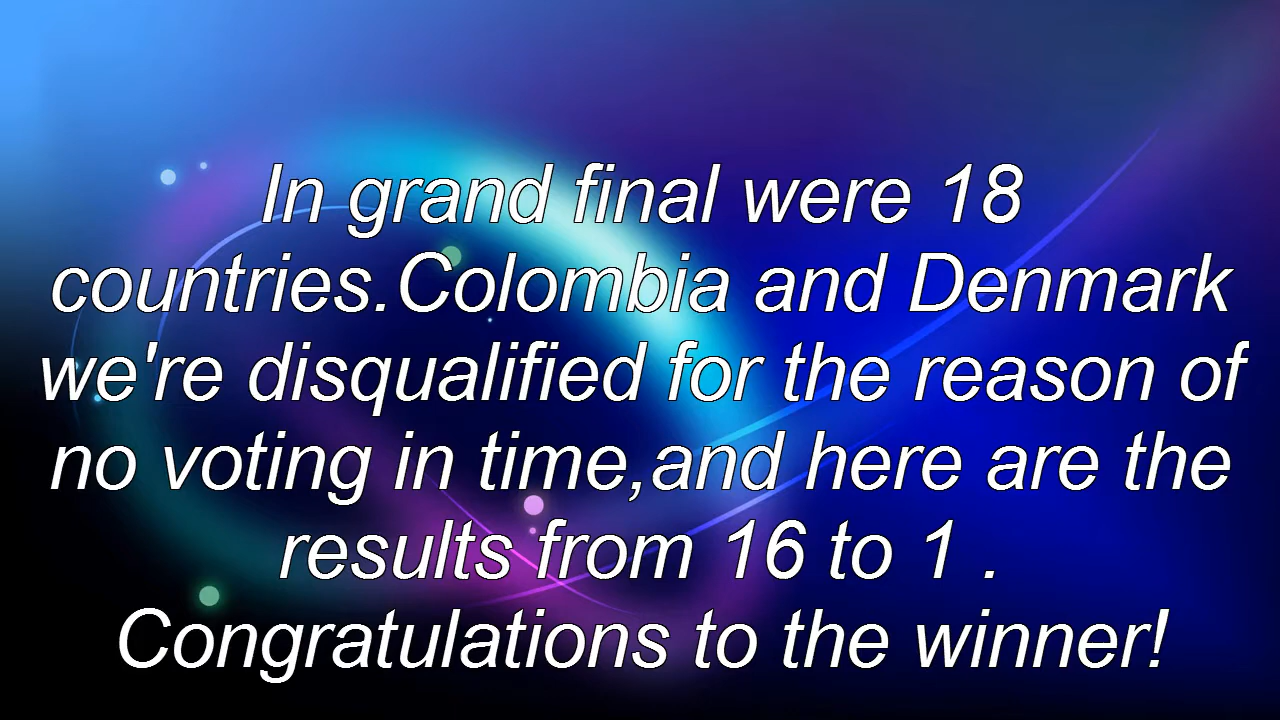 In grand final were 18
countries.Colombia and Denmark
we're disqualified for the reason of
no voting in time,and here are the
results from 16 to 1 .
Congratulations to the winner!